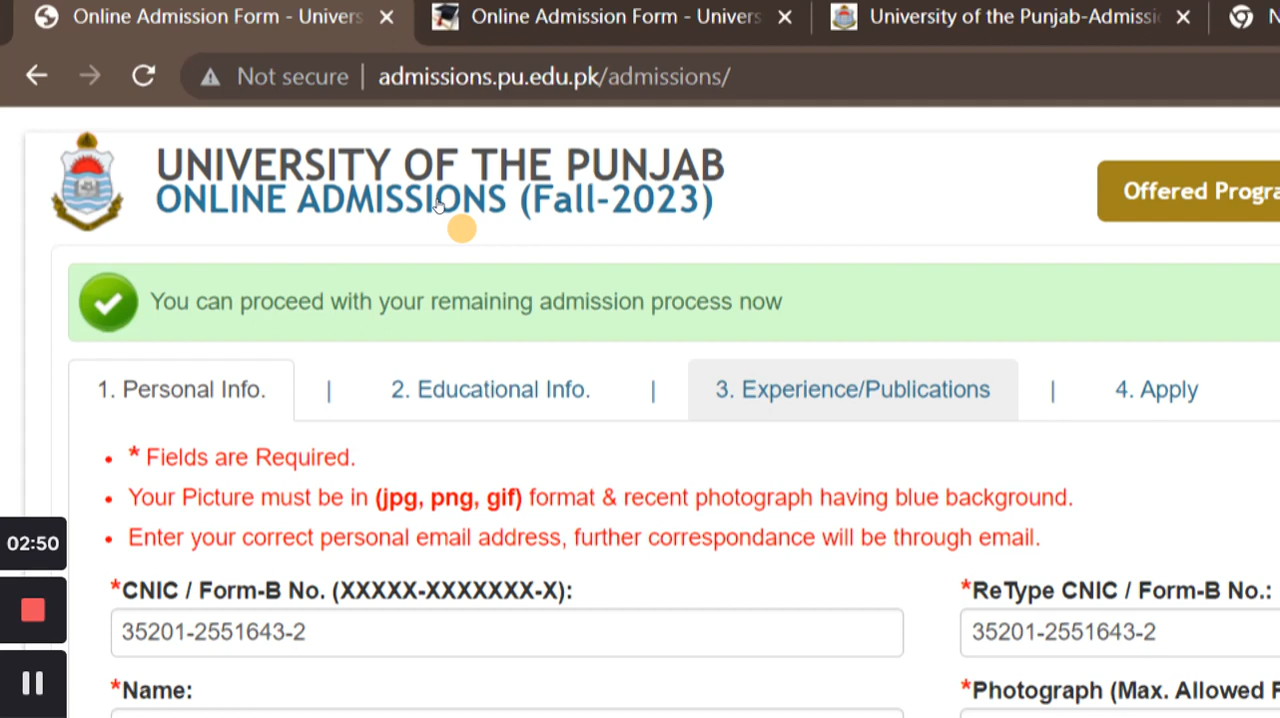 Online Admission Form - Univers
Online Admission Form - Univers
University of the Punjab-Admissi
N
Not secure | admissions.pu.edu.pk/admissions/
UNIVERSITY OF THE PUNJAB
ONLINE ADMISSIONS (Fall-2023)
Offered Progra
You can proceed with your remaining admission process now
1. Personal Info. | 2. Educational Info. | 3. Experience/Publications | 4. Apply
* Fields are Required.
Your Picture must be in (jpg, png, gif) format & recent photograph having blue background.
Enter your correct personal email address, further correspondance will be through email.
02:50
*CNIC / Form-B No. (XXXXX-XXXXXXX-X):
*ReType CNIC / Form-B No.:
35201-2551643-2
35201-2551643-2
*Name:
*Photograph (Max. Allowed F